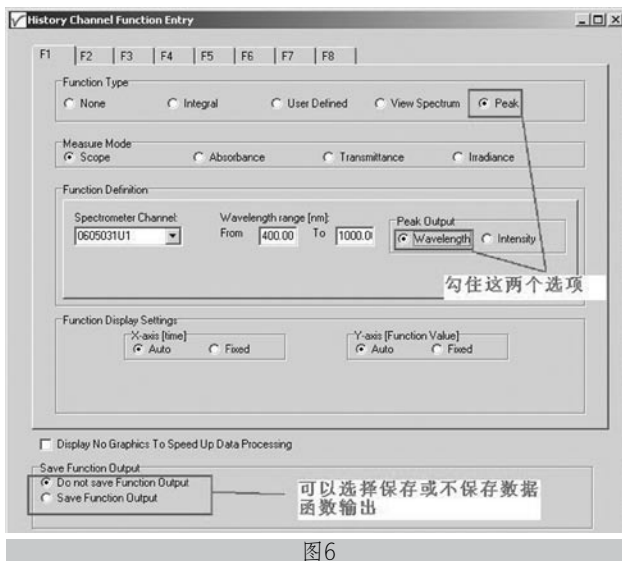 History Channel Function Entry
F1 F2 F3 F4 F5 F6 F7 F8
Function Type
None Integral User Defined View Spectrum Peak
Measure Mode
Scope Absorbance Transmittance Irradiance
Function Definition
Spectrometer Channel: Wavelength range [nm]: Peak Output
0605031U1 From 400.00 To 1000.0 Wavelength Intensity
勾住这两个选项
Function Display Settings
X-axis [time] Y-axis [Function Value]
Auto Fixed Auto Fixed
Display No Graphics To Speed Up Data Processing
Save Function Output
Do not save Function Output
Save Function Output
可以选择保存或不保存数据
函数输出
图6